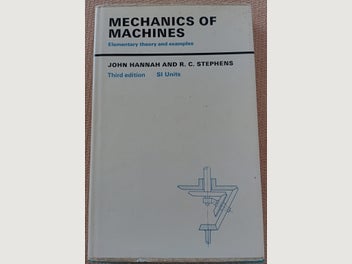 MECHANICS OF
MACHINES
Elementary theory and examples
JOHN HANNAH AND R. C. STEPHENS
Third edition SI Units